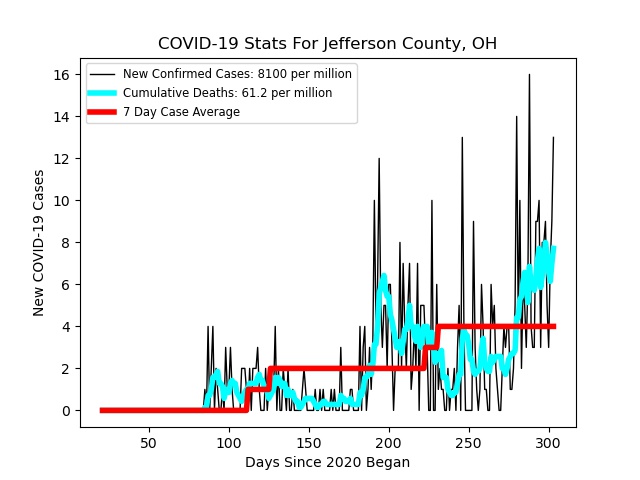 COVID-19 Stats For Jefferson County, OH
New Confirmed Cases: 8100 per million
Cumulative Deaths: 61.2 per million
7 Day Case Average
New COVID-19 Cases
16
14
12
10
8
6
4
2
0
50 100 150 200 250 300
Days Since 2020 Began